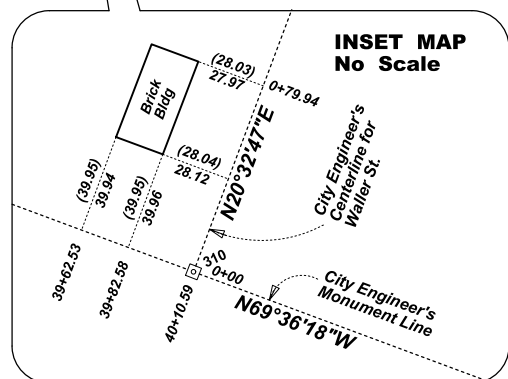 INSET MAP
No Scale
Brick
Bldg
(28.03)
27.97
0+79.94
(28.04)
28.12
N20°32'47"E
City Engineer's
Centerline for
Waller St.
(39.95)
39.94
(39.95)
39.96
39+62.53
39+82.58
40+10.59
310
0+00
City Engineer's
Monument Line
N69°36'18"W